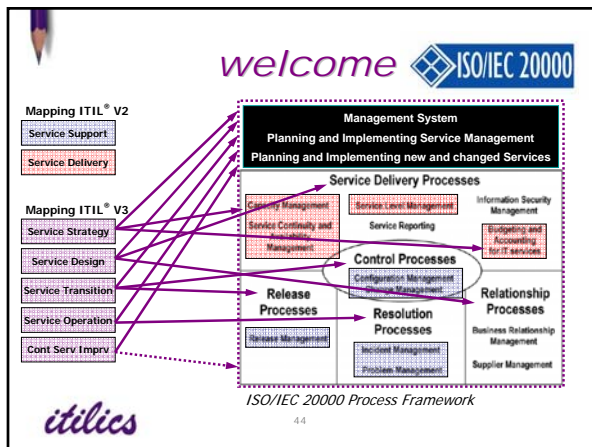 welcome
ISO/IEC 20000
Mapping ITIL® V2
Service Support
Service Delivery
Mapping ITIL® V3
Service Strategy
Service Design
Service Transition
Service Operation
Cont Serv Imprv
Management System
Planning and Implementing Service Management
Planning and Implementing new and changed Services
Service Delivery Processes
Capacity Management
Service Continuity and
Availability
Management
Service Level Management
Service Reporting
Information Security
Management
Budgeting and
Accounting
for IT services
Control Processes
Configuration Management
Change Management
Release
Processes
Release Management
Resolution
Processes
Incident Management
Problem Management
Relationship
Processes
Business Relationship
Management
Supplier Management
ISO/IEC 20000 Process Framework
itilics
44